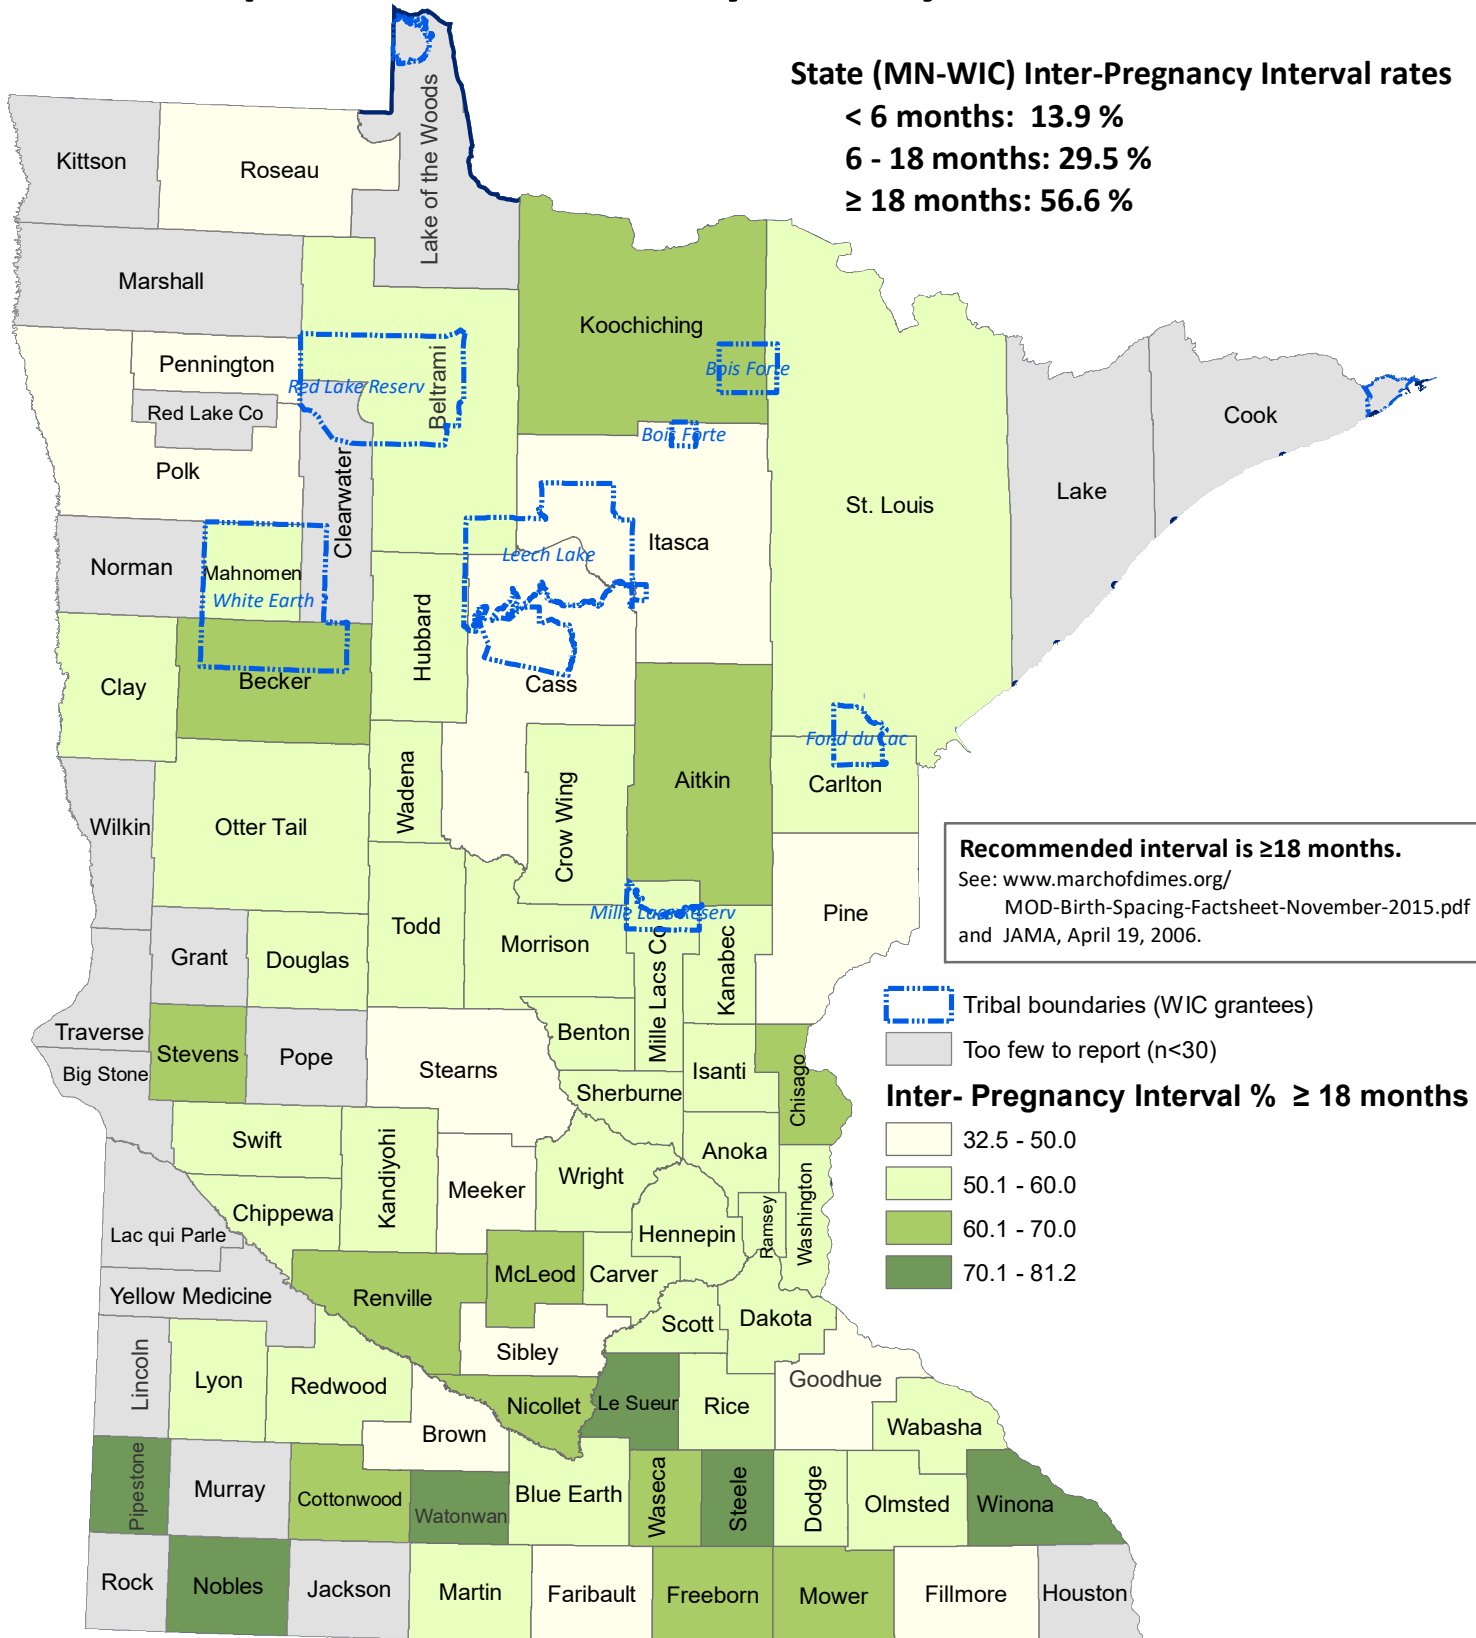 State (MN-WIC) Inter-Pregnancy Interval rates
< 6 months: 13.9 %
6 - 18 months: 29.5 %
≥ 18 months: 56.6 %
Kittson
Roseau
Lake of the Woods
Marshall
Koochiching
Pennington
Red Lake Reserv
Beltrami
Bois Forte
Red Lake Co
Cook
Bois Forte
Polk
Clearwater
Lake
St. Louis
Itasca
Leech Lake
Norman
Mahnomen
White Earth
Hubbard
Clay
Becker
Cass
Fond du Lac
Wadena
Crow Wing
Aitkin
Carlton
Wilkin
Otter Tail
Recommended interval is ≥18 months.
See: www.marchofdimes.org/
MOD-Birth-Spacing-Factsheet-November-2015.pdf
and JAMA, April 19, 2006.
Mille Lacs Reserv
Pine
Todd
Morrison
Grant
Douglas
Mille Lacs Co
Kanabec
Tribal boundaries (WIC grantees)
Traverse
Stevens
Pope
Benton
Too few to report (n<30)
Big Stone
Stearns
Isanti
Chisago
Sherburne
Inter- Pregnancy Interval % ≥ 18 months
32.5 - 50.0
Swift
Kandiyohi
Anoka
Wright
Meeker
50.1 - 60.0
Chippewa
Washington
Ramsey
Lac qui Parle
Hennepin
60.1 - 70.0
McLeod
Carver
70.1 - 81.2
Yellow Medicine
Renville
Scott
Dakota
Sibley
Lincoln
Lyon
Redwood
Goodhue
Nicollet
Le Sueur
Rice
Brown
Wabasha
Pipestone
Murray
Cottonwood
Watonwan
Blue Earth
Waseca
Steele
Dodge
Olmsted
Winona
Rock
Nobles
Jackson
Martin
Faribault
Freeborn
Mower
Fillmore
Houston